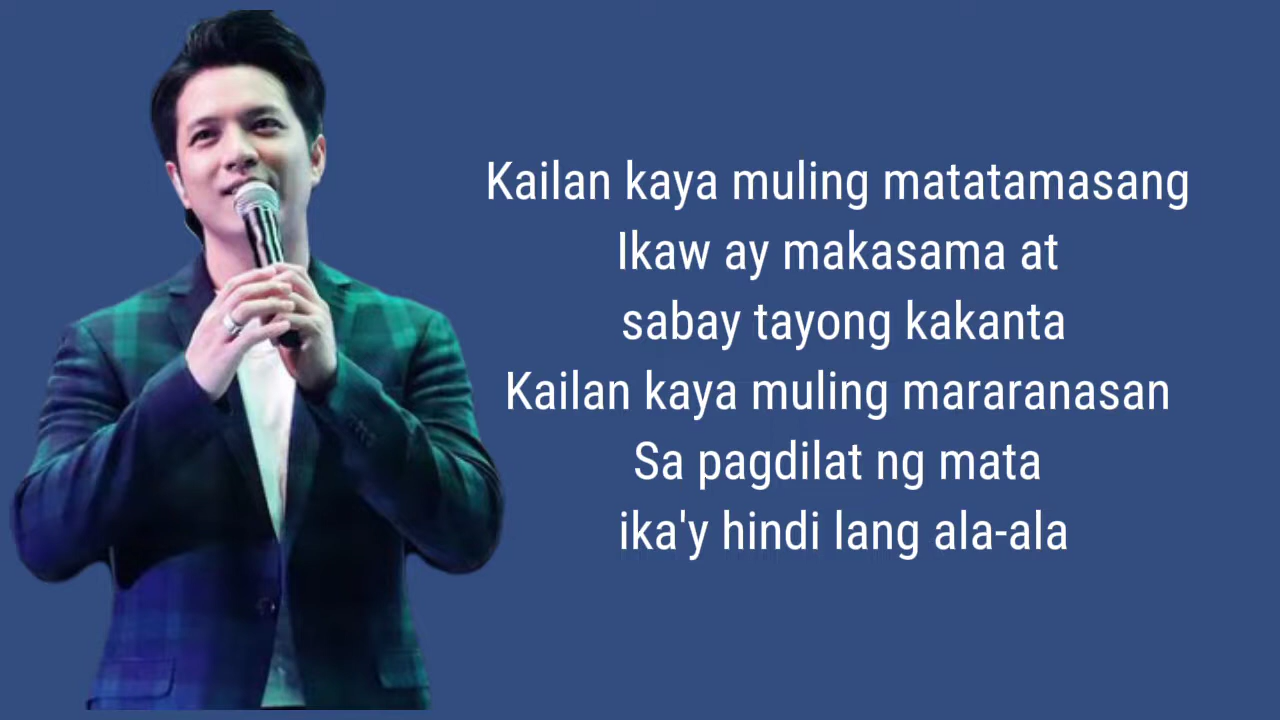 Kailan kaya muling matatamasang
Ikaw ay makasama at
sabay tayong kakanta
Kailan kaya muling mararanasan
Sa pagdilat ng mata
ika'y hindi lang ala-ala